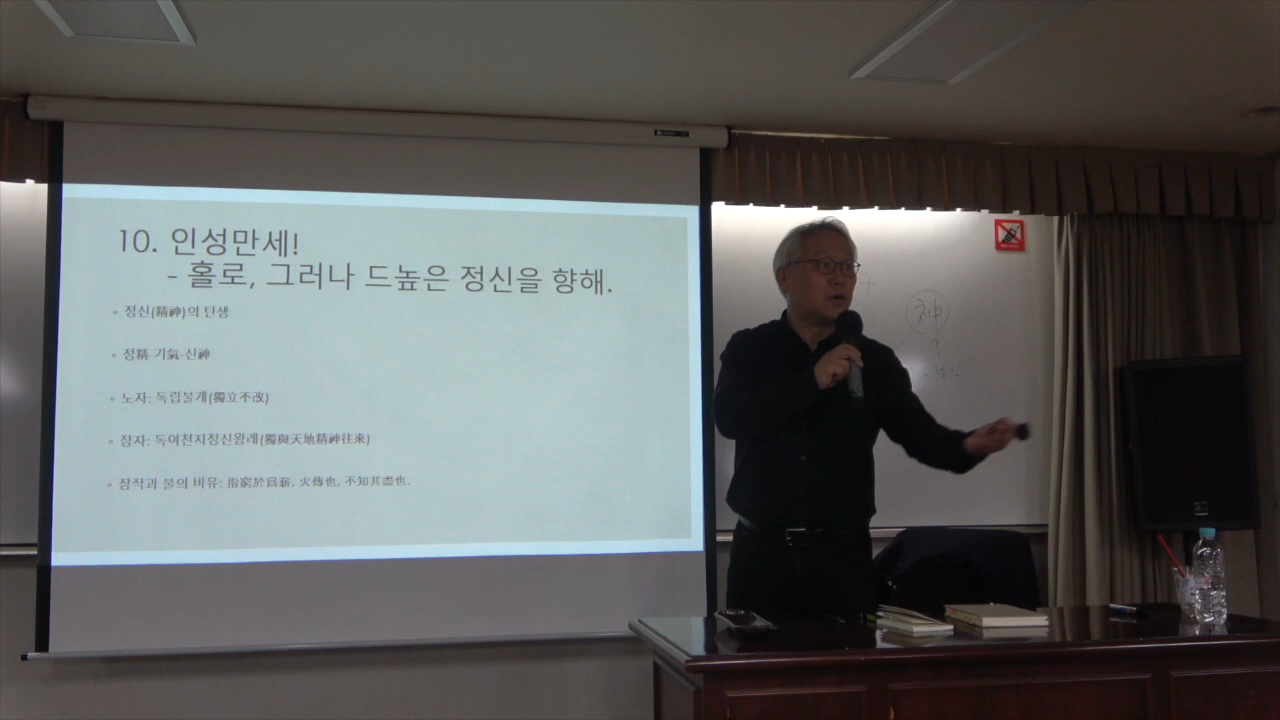 10. 인성만세!
- 홀로, 그러나 드높은 정신을 향해.
정신(精神)의 탄생
정精-기氣-신神
노자: 독립불개(獨立不改)
장자: 독여천지정신왕래(獨與天地精神往來)
장작과 불의 비유: 指窮於爲薪, 火傳也, 不知其盡也.
神
?